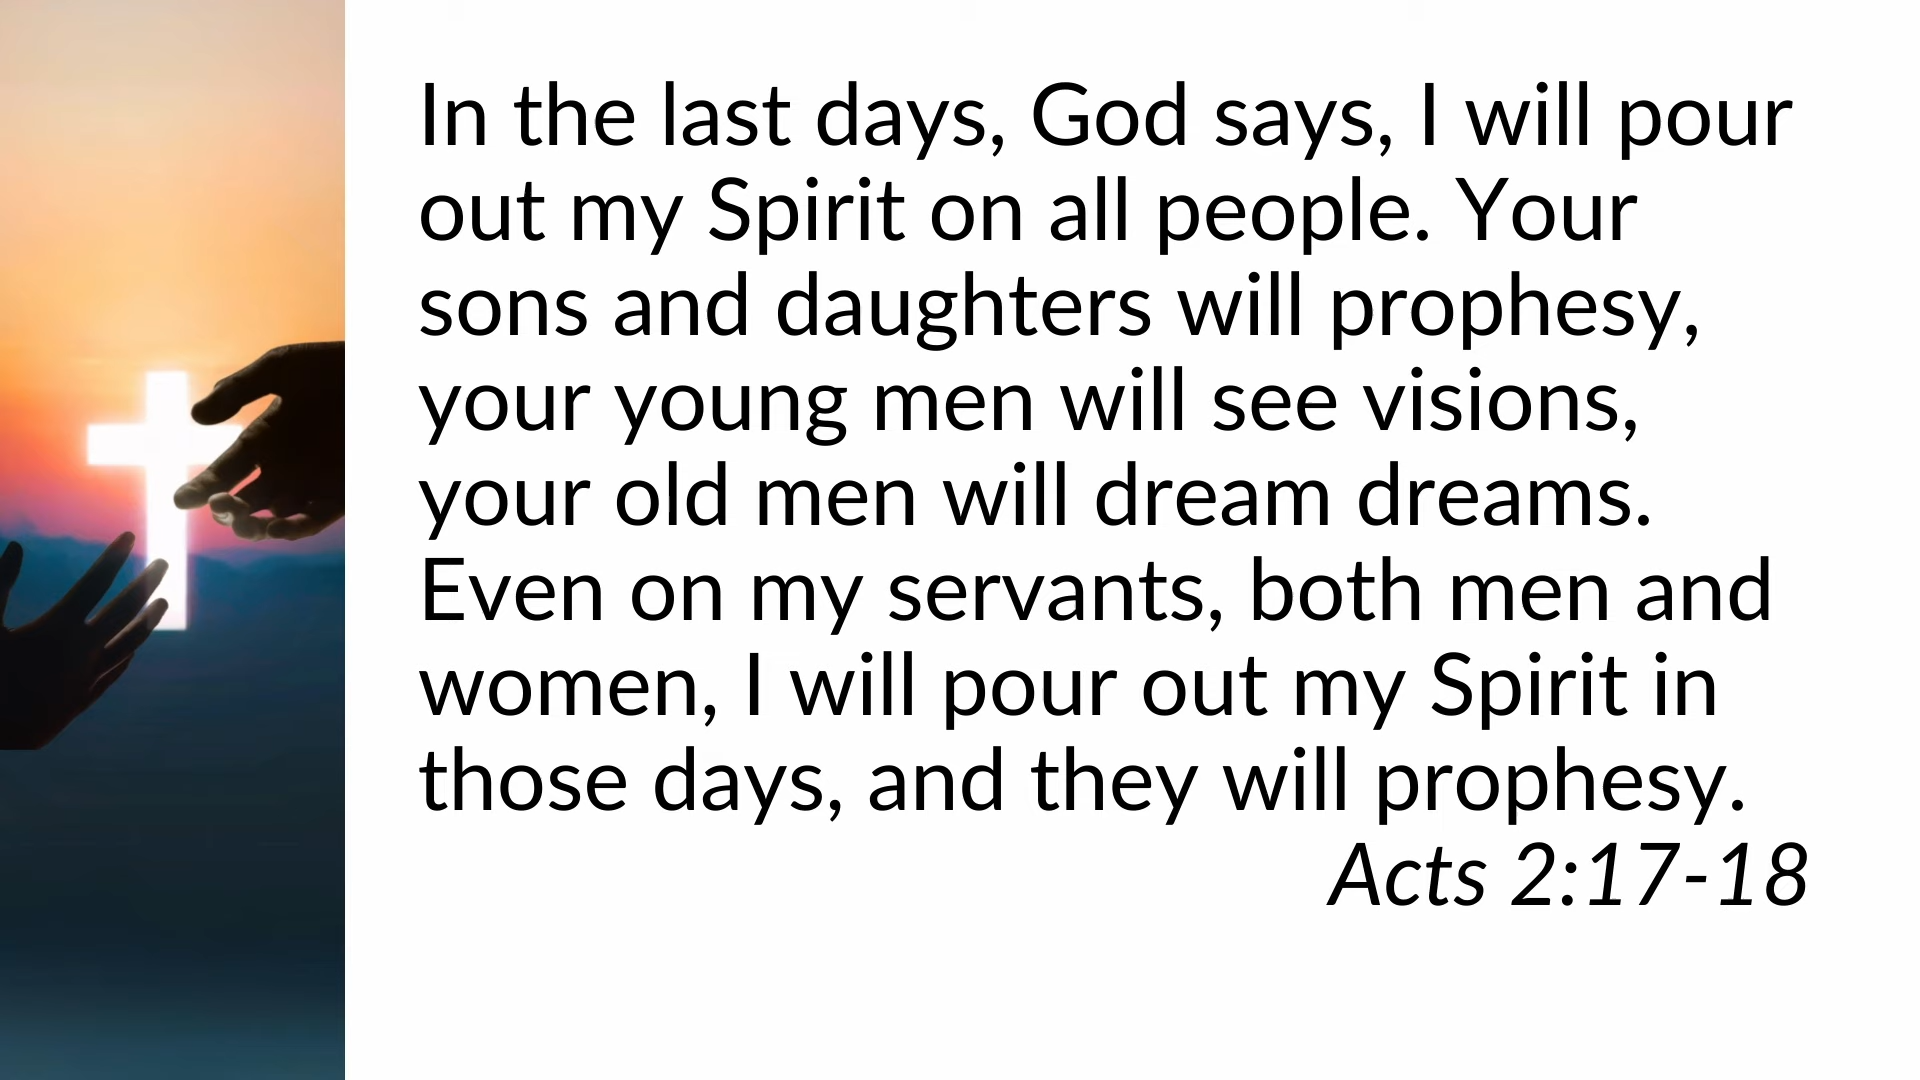 In the last days, God says, I will pour
out my Spirit on all people. Your
sons and daughters will prophesy,
your young men will see visions,
your old men will dream dreams.
Even on my servants, both men and
women, I will pour out my Spirit in
those days, and they will prophesy.
Acts 2:17-18